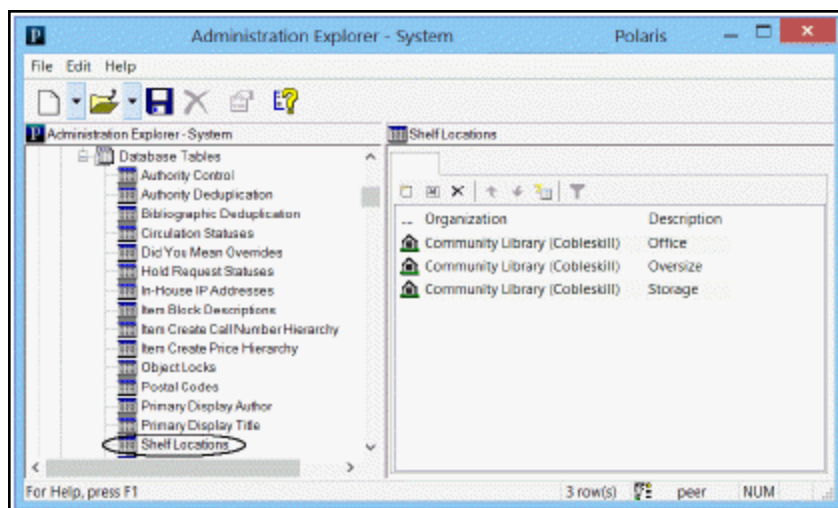 Administration Explorer - System Polaris
File Edit Help
Administration Explorer - System
Database Tables
Authority Control
Authority Deduplication
Bibliographic Deduplication
Circulation Statuses
Did You Mean Overrides
Hold Request Statuses
In-House IP Addresses
Item Block Descriptions
Item Create Call Number Hierarchy
Item Create Price Hierarchy
Object Locks
Postal Codes
Primary Display Author
Primary Display Title
Shelf Locations
Shelf Locations
... Organization Description
Community Library (Cobleskill) Office
Community Library (Cobleskill) Oversize
Community Library (Cobleskill) Storage
For Help, press F1 3 row(s) peer NUM